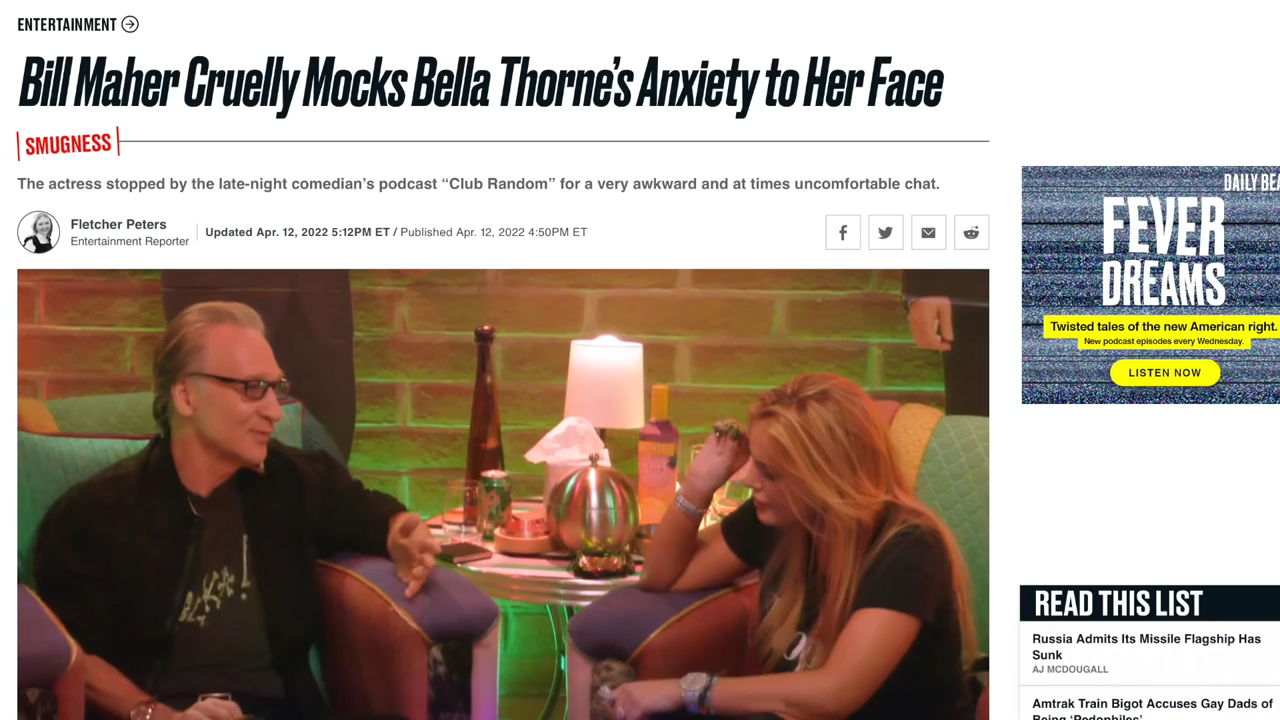 ENTERTAINMENT
Bill Maher Cruelly Mocks Bella Thorne’s Anxiety to Her Face
SMUGNESS
The actress stopped by the late-night comedian’s podcast “Club Random” for a very awkward and at times uncomfortable chat.
Fletcher Peters
Entertainment Reporter
Updated Apr. 12, 2022 5:12PM ET / Published Apr. 12, 2022 4:50PM ET
DAILY BEA
FEVER
DREAMS
Twisted tales of the new American right.
New podcast episodes every Wednesday.
LISTEN NOW
READ THIS LIST
Russia Admits Its Missile Flagship Has
Sunk
AJ MCDOUGALL
Amtrak Train Bigot Accuses Gay Dads of
Being ‘Pedophiles’